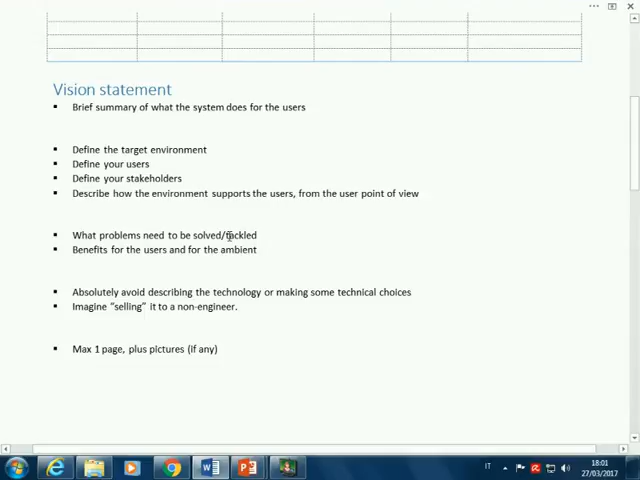 Vision statement
Brief summary of what the system does for the users
Define the target environment
Define your users
Define your stakeholders
Describe how the environment supports the users, from the user point of view
What problems need to be solved/tackled
Benefits for the users and for the ambient
Absolutely avoid describing the technology or making some technical choices
Imagine “selling” it to a non-engineer.
Max 1 page, plus pictures (if any)
IT
18:01
27/03/2017